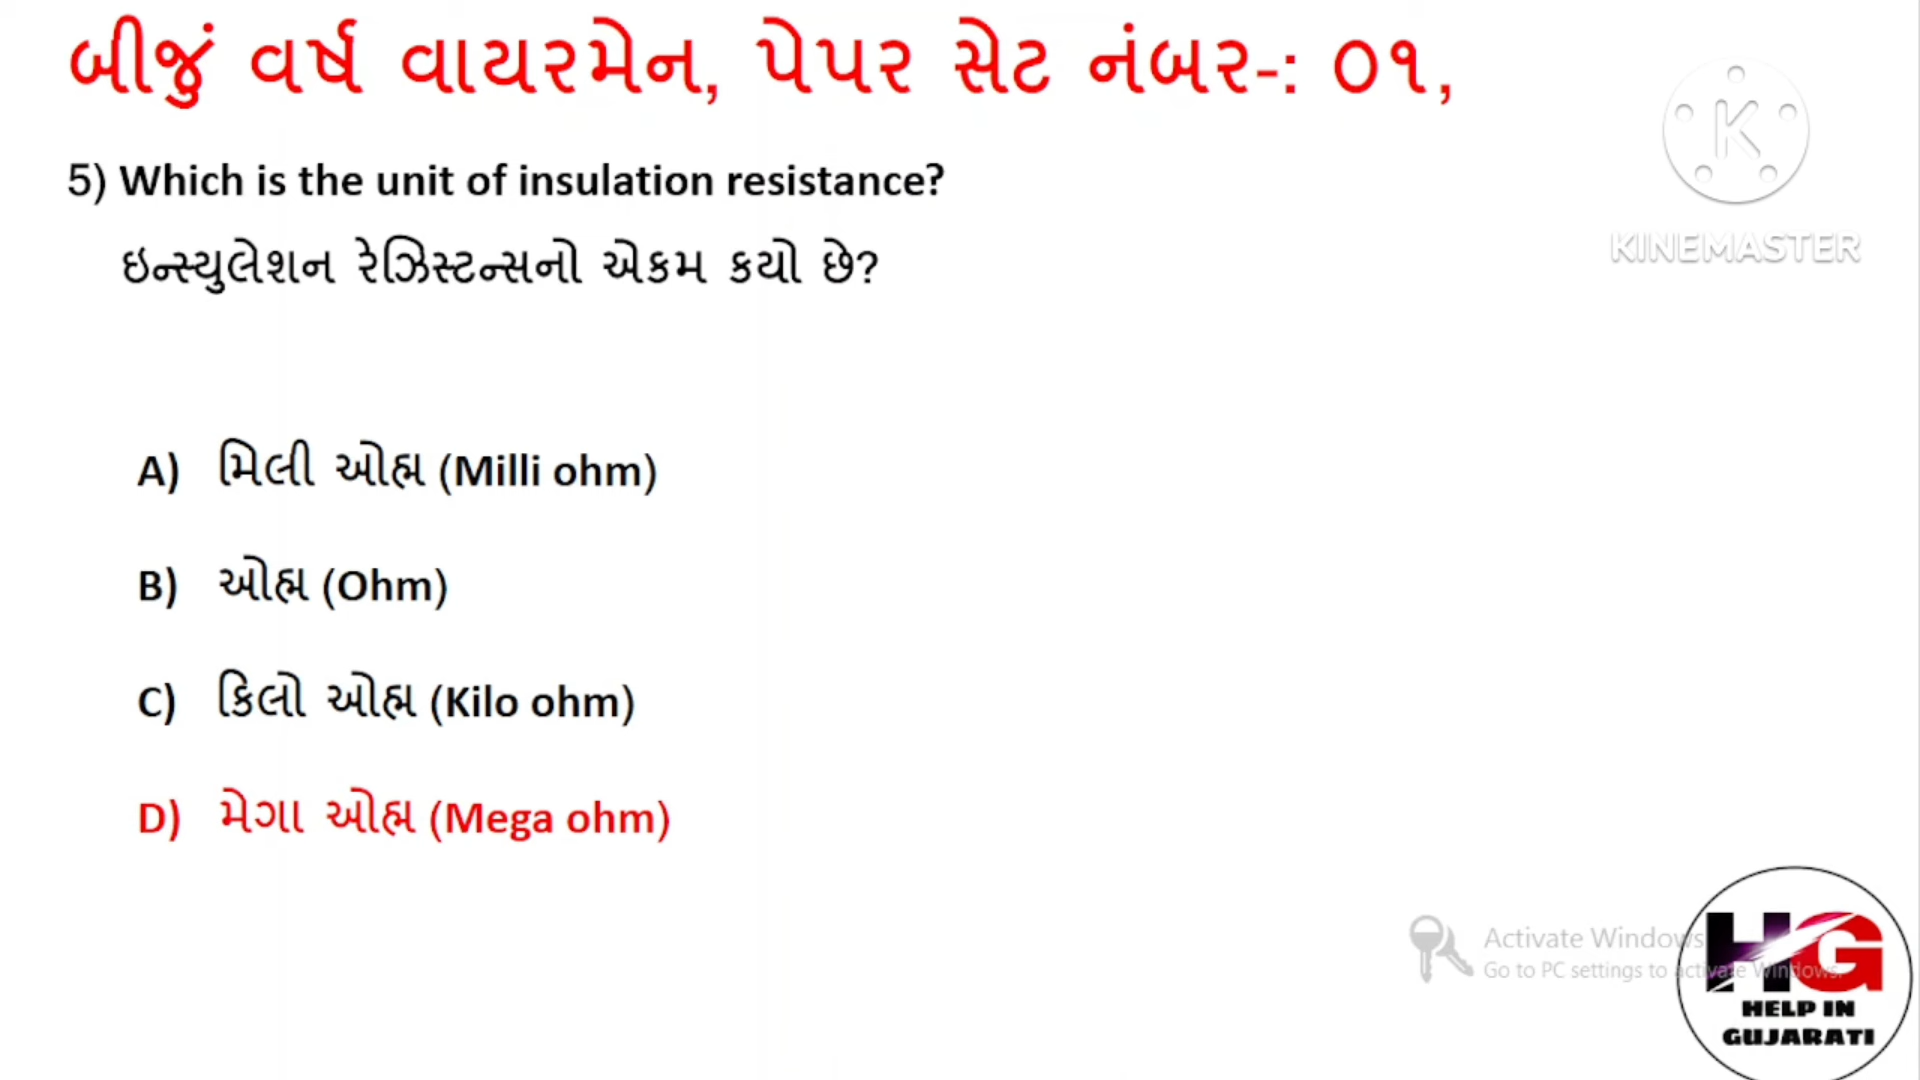 બીજું વર્ષ વાયરમેન, પેપર સેટ નંબર-: ૦૧,
5) Which is the unit of insulation resistance?
ઇન્સ્યુલેશન રેઝિસ્ટન્સનો એકમ કયો છે?
K
KINEMASTER
A) મિલી ઓહ્મ (Milli ohm)
B) ઓહ્મ (Ohm)
C) કિલો ઓહ્મ (Kilo ohm)
D) મેગા ઓહ્મ (Mega ohm)
Activate Windows
Go to PC settings to activate Windows.
HG
HELP IN
GUJARATI